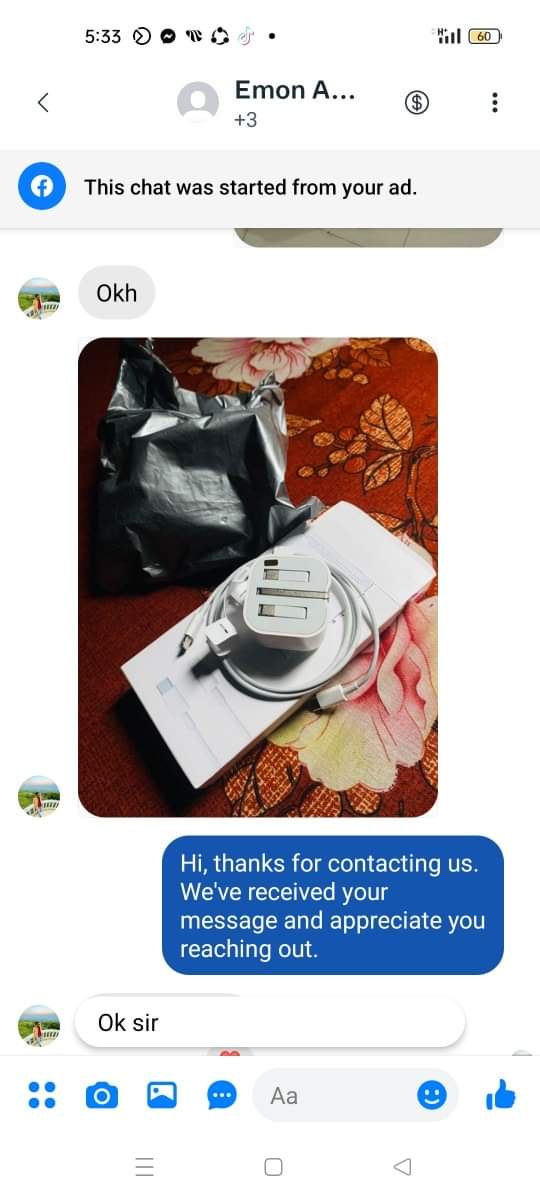 5:33
60
Emon A...
+3
This chat was started from your ad.
Okh
Hi, thanks for contacting us.
We've received your
message and appreciate you
reaching out.
Ok sir
Aa